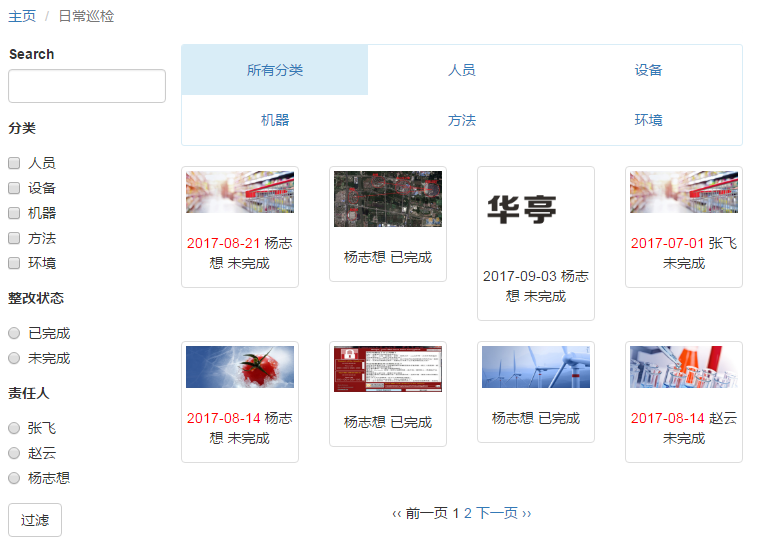 主页 / 日常巡检
Search
分类
人员
设备
机器
方法
环境
整改状态
已完成
未完成
责任人
张飞
赵云
杨志想
过滤
所有分类 人员 设备
机器 方法 环境
2017-08-21 杨志
想 未完成
杨志想 已完成
华亭
2017-09-03 杨志
想 未完成
2017-07-01 张飞
未完成
2017-08-14 杨志
想 未完成
杨志想 已完成
杨志想 已完成
2017-08-14 赵云
未完成
‹‹ 前一页 1 2 下一页 ››